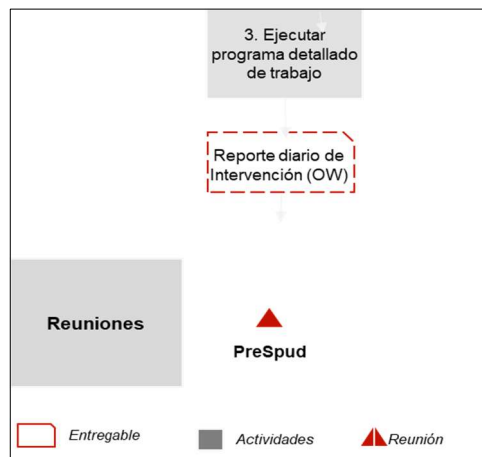 3. Ejecutar
programa detallado
de trabajo
Reporte diario de
Intervención (OW)
Reuniones
PreSpud
Entregable
Actividades
Reunión